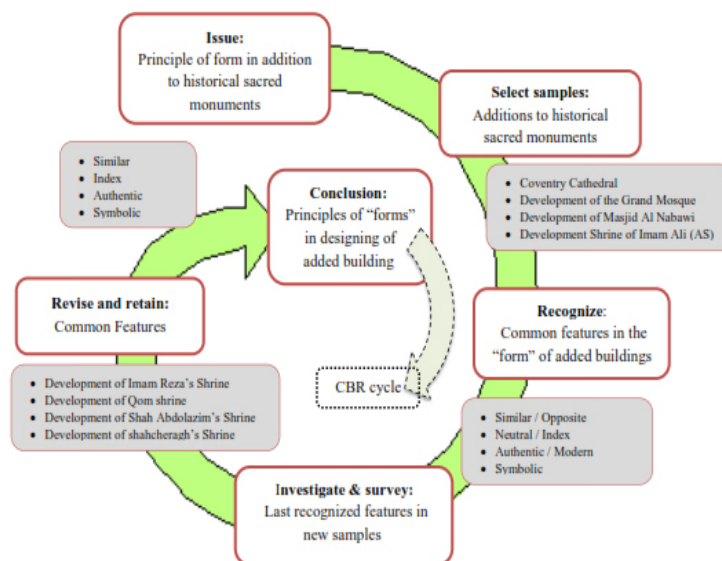 Issue:
Principle of form in addition
to historical sacred
monuments
Select samples:
Additions to historical
sacred monuments
• Coventry Cathedral
• Development of the Grand Mosque
• Development of Masjid Al Nabawi
• Development Shrine of Imam Ali (AS)
Recognize:
Common features in the
“form” of added buildings
• Similar / Opposite
• Neutral / Index
• Authentic / Modern
• Symbolic
Investigate & survey:
Last recognized features in
new samples
• Development of Imam Reza’s Shrine
• Development of Qom shrine
• Development of Shah Abdolazim’s Shrine
• Development of shahcheragh’s Shrine
Revise and retain:
Common Features
• Similar
• Index
• Authentic
• Symbolic
Conclusion:
Principles of “forms”
in designing of
added building
CBR cycle